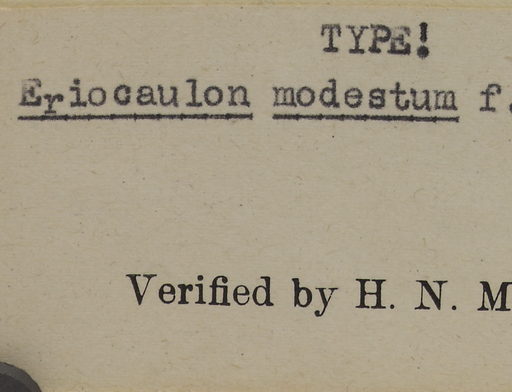 TYPE!
Eriocaulon modestum f.
Verified by H. N. M